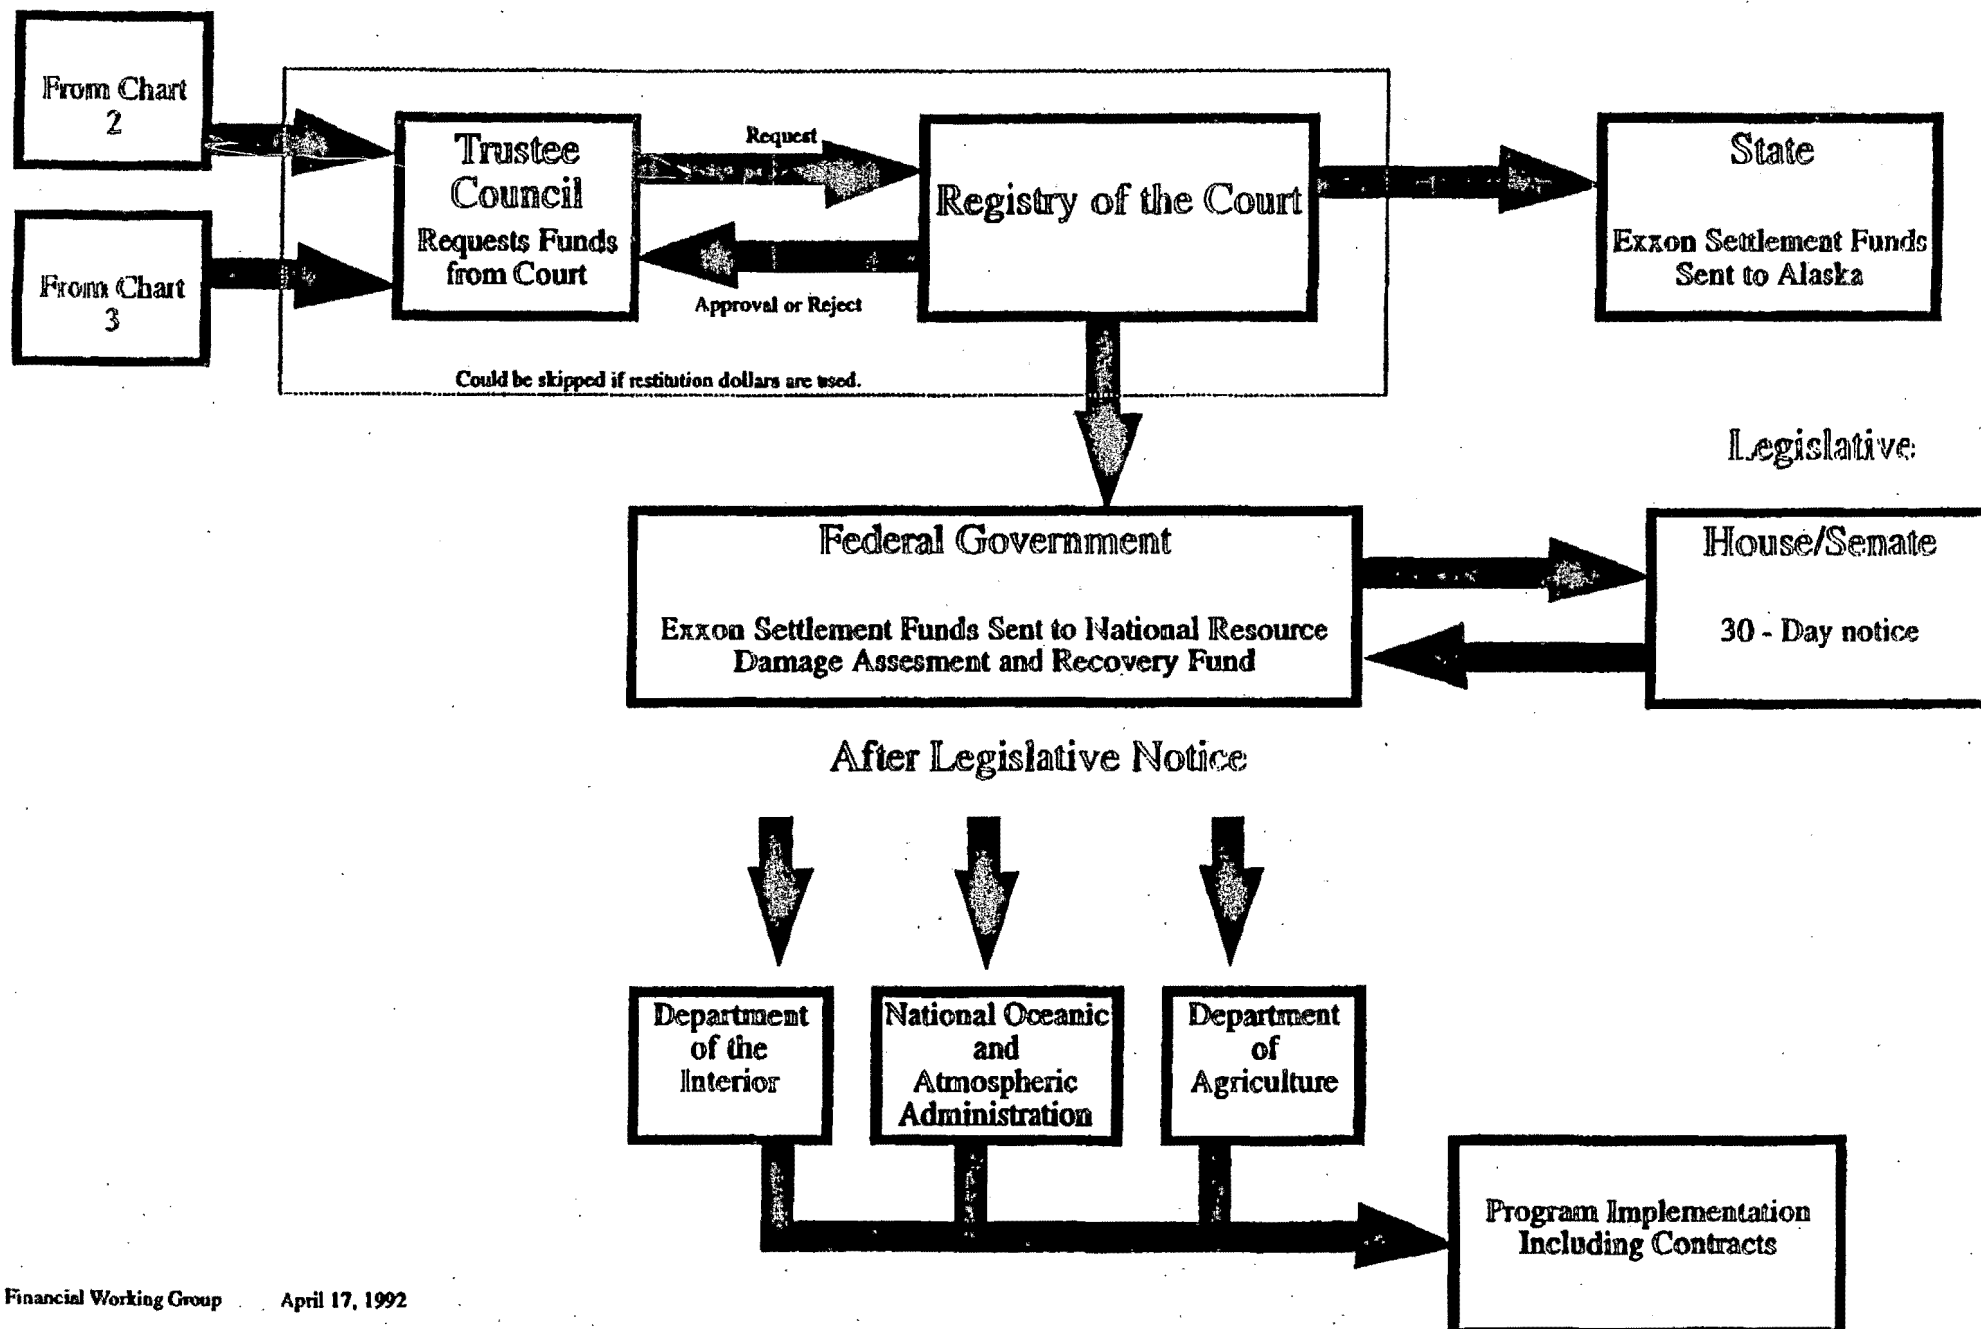 From Chart
2
From Chart
3
Trustee
Council
Requests Funds
from Court
Request
Approval or Reject
Registry of the Court
State
Exxon Settlement Funds
Sent to Alaska
Could be skipped if restitution dollars are used.
Legislative
Federal Government
Exxon Settlement Funds Sent to National Resource
Damage Assesment and Recovery Fund
House/Senate
30 - Day notice
After Legislative Notice
Department
of the
Interior
National Oceanic
and
Atmospheric
Administration
Department
of
Agriculture
Program Implementation
Including Contracts
Financial Working Group April 17, 1992